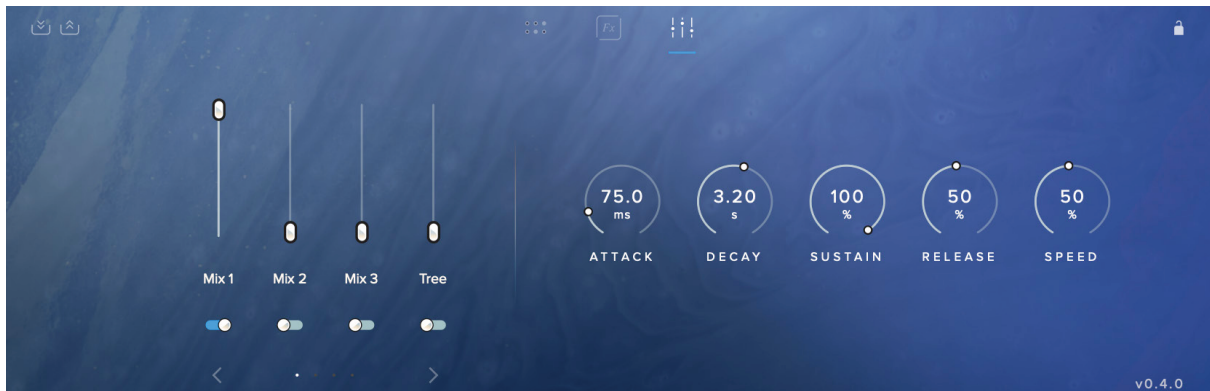 Fx
75.0
ms
3.20
s
100
%
50
%
50
%
ATTACK DECAY SUSTAIN RELEASE SPEED
Mix 1 Mix 2 Mix 3 Tree
v0.4.0